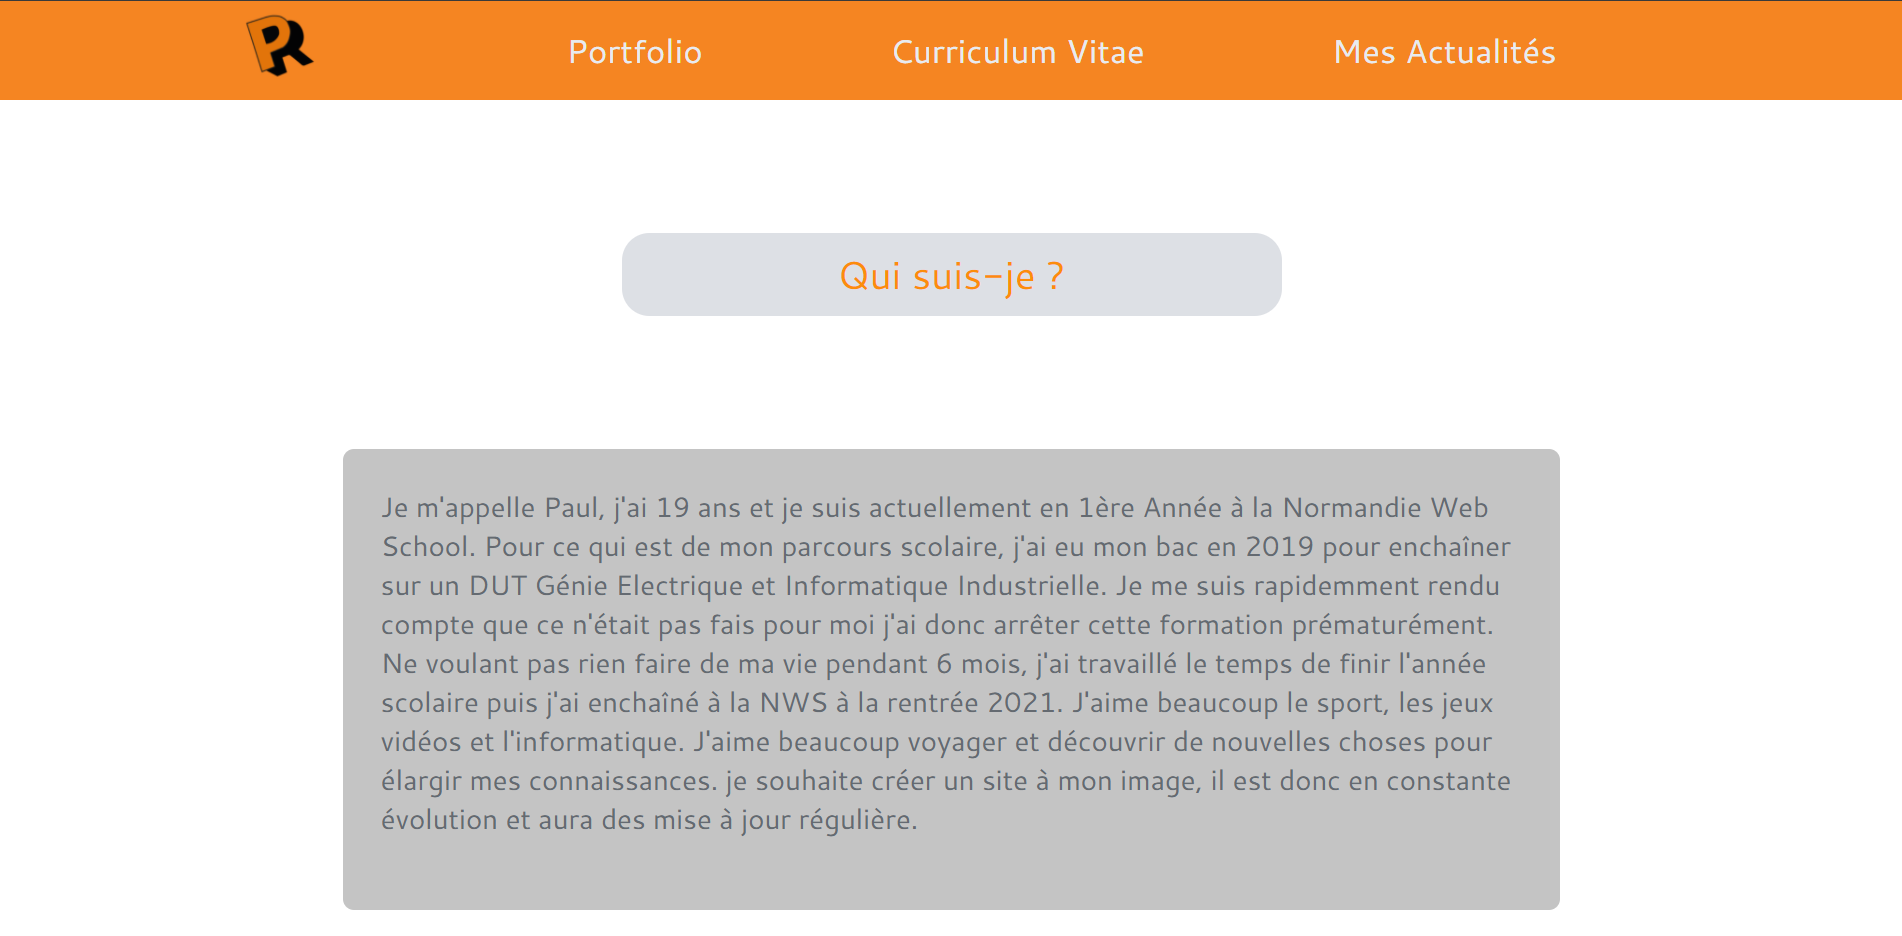 PR
Portfolio
Curriculum Vitae
Mes Actualités
Qui suis-je ?
Je m'appelle Paul, j'ai 19 ans et je suis actuellement en 1ère Année à la Normandie Web
School. Pour ce qui est de mon parcours scolaire, j'ai eu mon bac en 2019 pour enchaîner
sur un DUT Génie Electrique et Informatique Industrielle. Je me suis rapidemment rendu
compte que ce n'était pas fais pour moi j'ai donc arrêter cette formation prématurément.
Ne voulant pas rien faire de ma vie pendant 6 mois, j'ai travaillé le temps de finir l'année
scolaire puis j'ai enchaîné à la NWS à la rentrée 2021. J'aime beaucoup le sport, les jeux
vidéos et l'informatique. J'aime beaucoup voyager et découvrir de nouvelles choses pour
élargir mes connaissances. je souhaite créer un site à mon image, il est donc en constante
évolution et aura des mise à jour régulière.